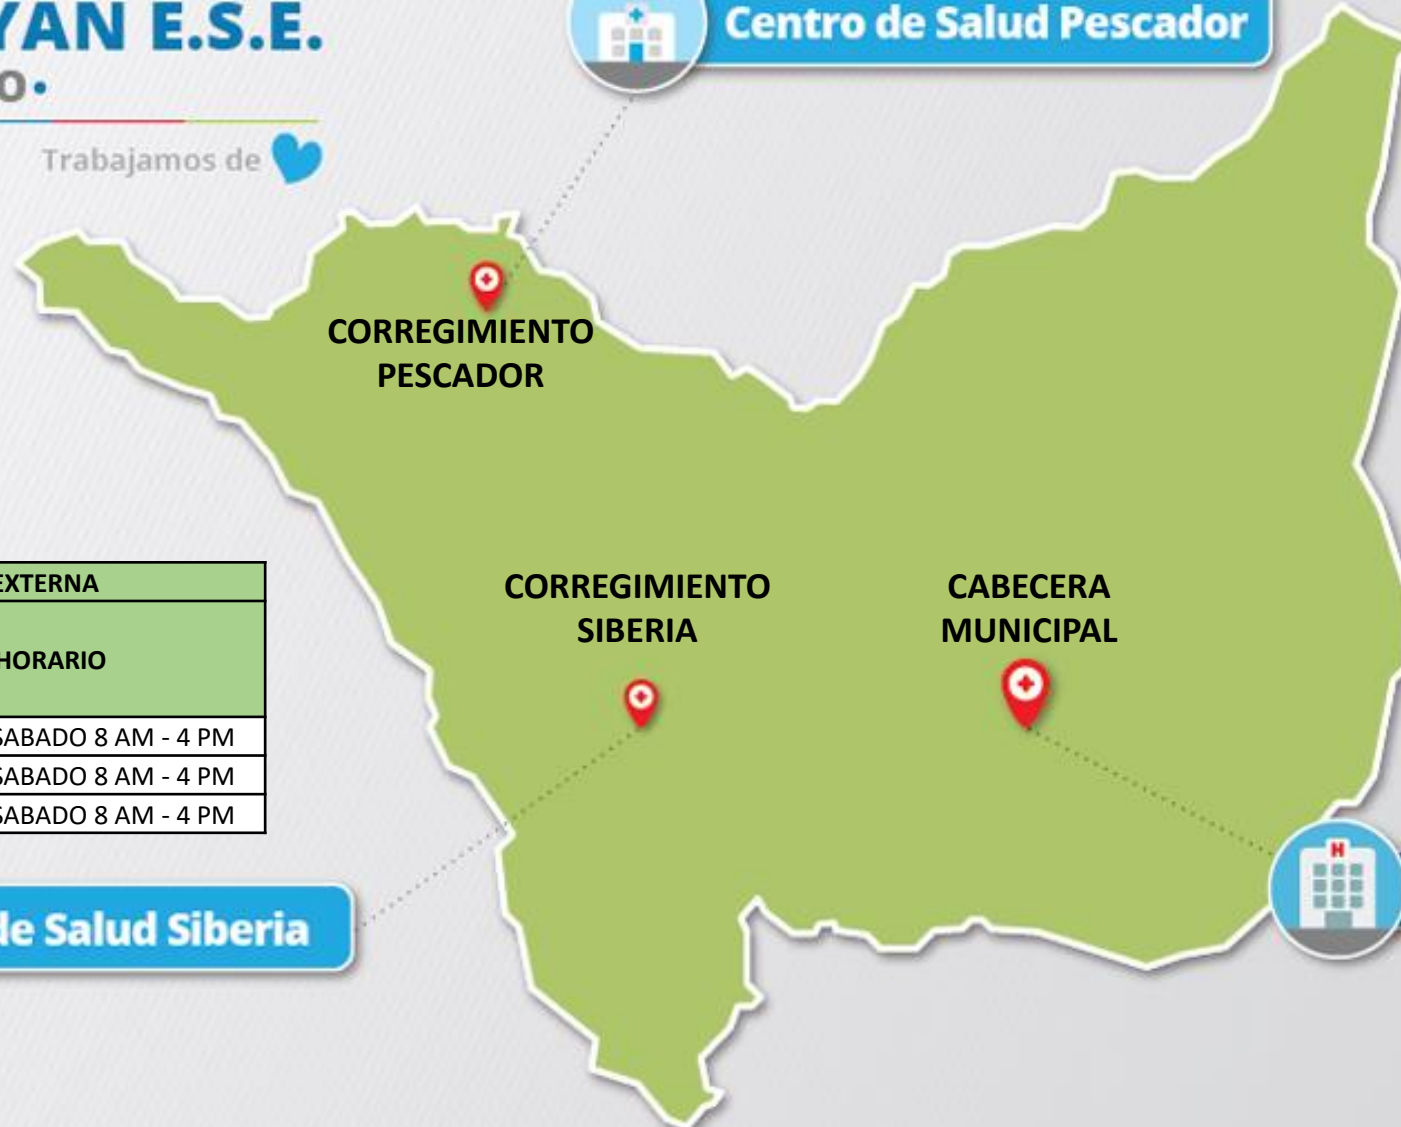 YÁN E.S.E.
O.
Trabajamos de
Centro de Salud Pescador
CORREGIMIENTO
PESCADOR
EXTERNA
HORARIO
SABADO 8 AM - 4 PM
SABADO 8 AM - 4 PM
SABADO 8 AM - 4 PM
CORREGIMIENTO
SIBERIA
CABECERA
MUNICIPAL
de Salud Siberia
H